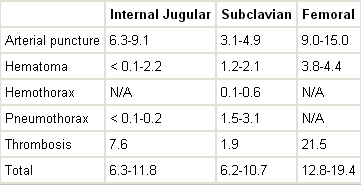 Internal Jugular Subclavian Femoral
Arterial puncture 6.3-9.1 3.1-4.9 9.0-15.0
Hematoma < 0.1-2.2 1.2-2.1 3.8-4.4
Hemothorax N/A 0.1-0.6 N/A
Pneumothorax < 0.1-0.2 1.5-3.1 N/A
Thrombosis 7.6 1.9 21.5
Total 6.3-11.8 6.2-10.7 12.8-19.4